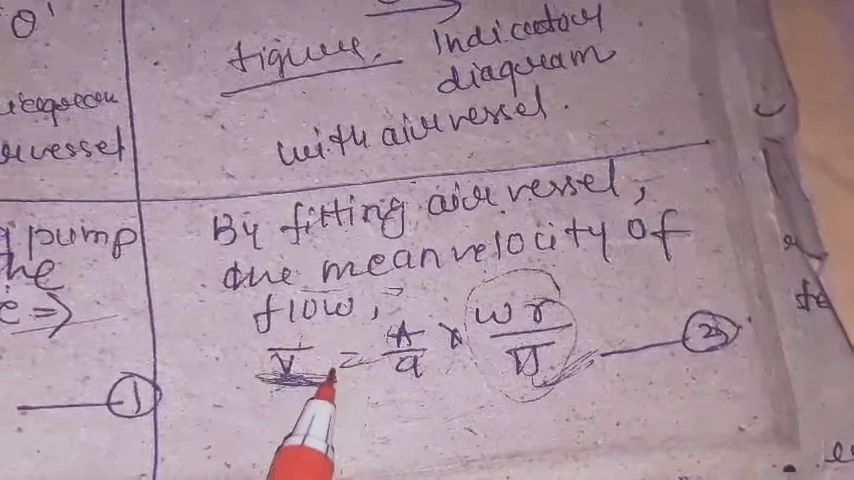 'O'
figure. Indicator
diagram
with air vessel.
vessel
pump
By fitting air vessel,
the mean velocity of
flow,
V̅ = A/a × ωr/π — ②
— ①